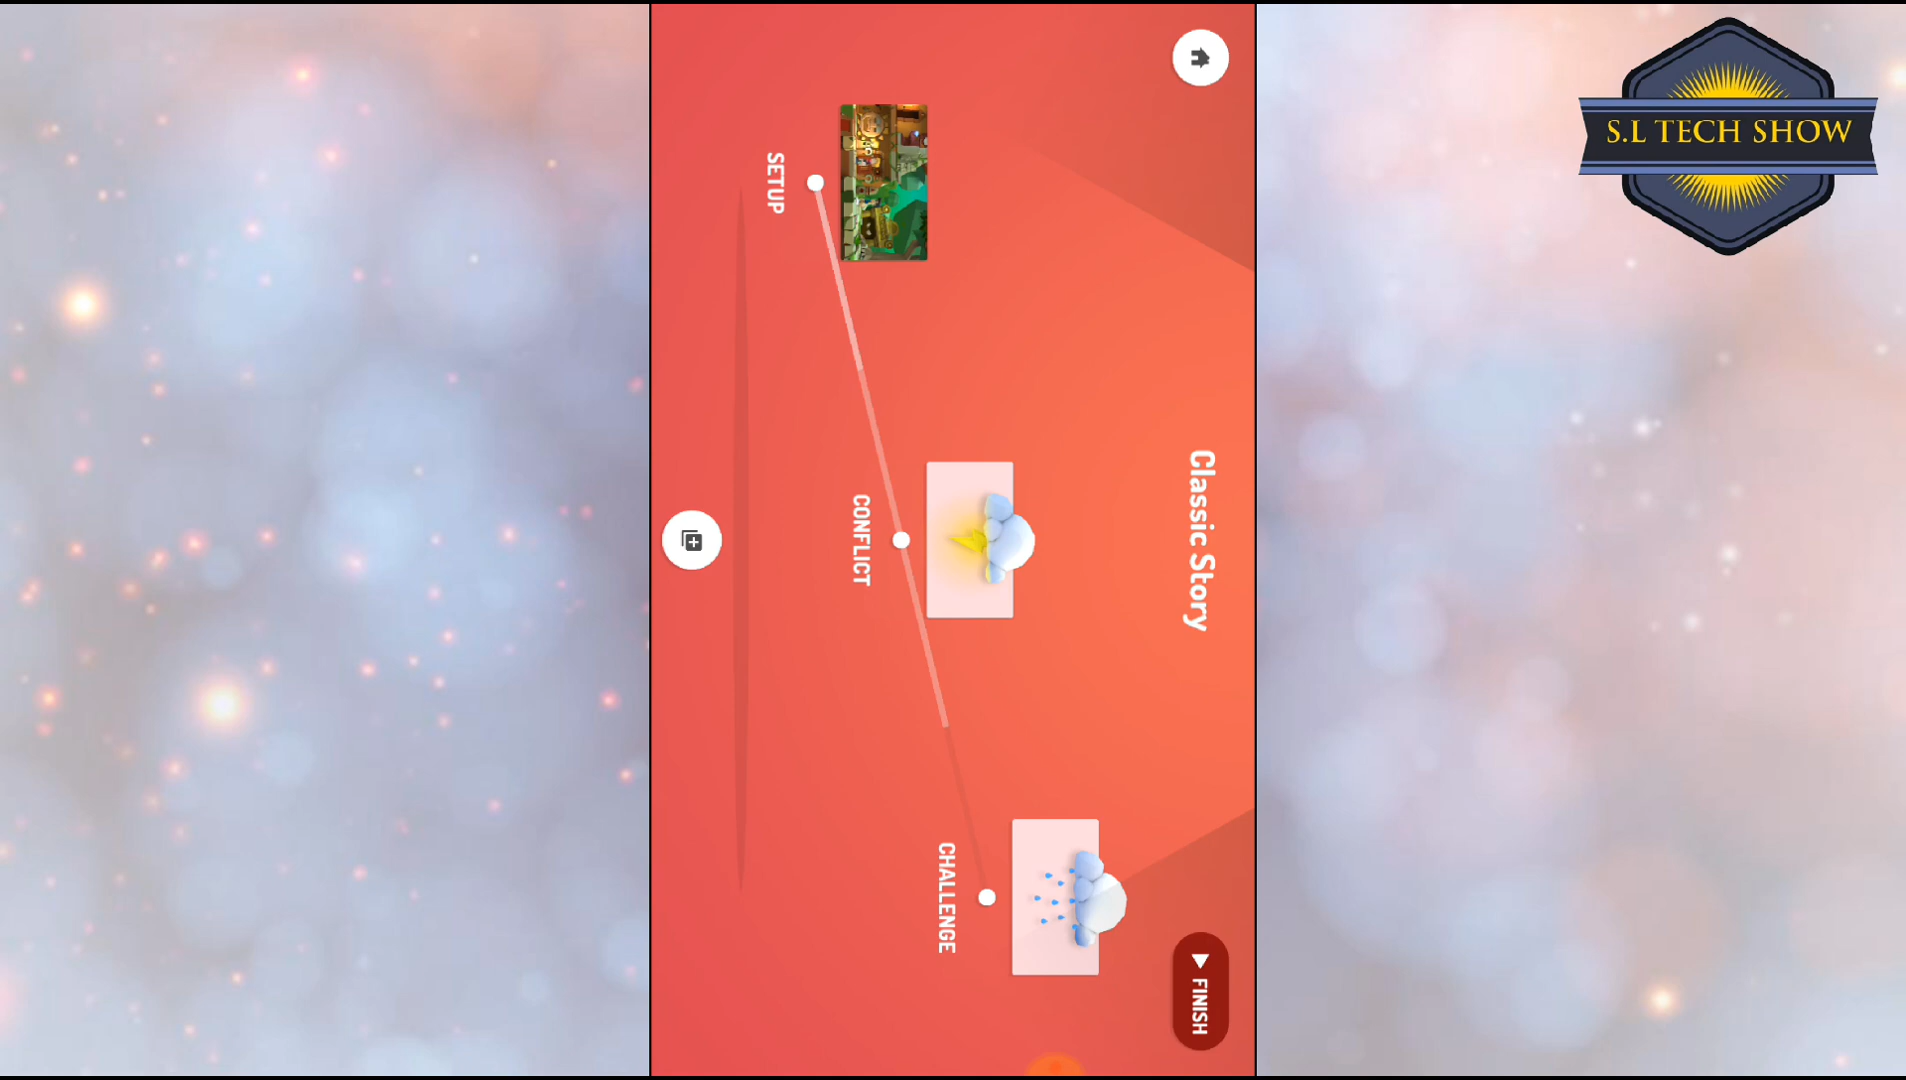 Classic Story
SETUP
CONFLICT
CHALLENGE
FINISH
S.L TECH SHOW